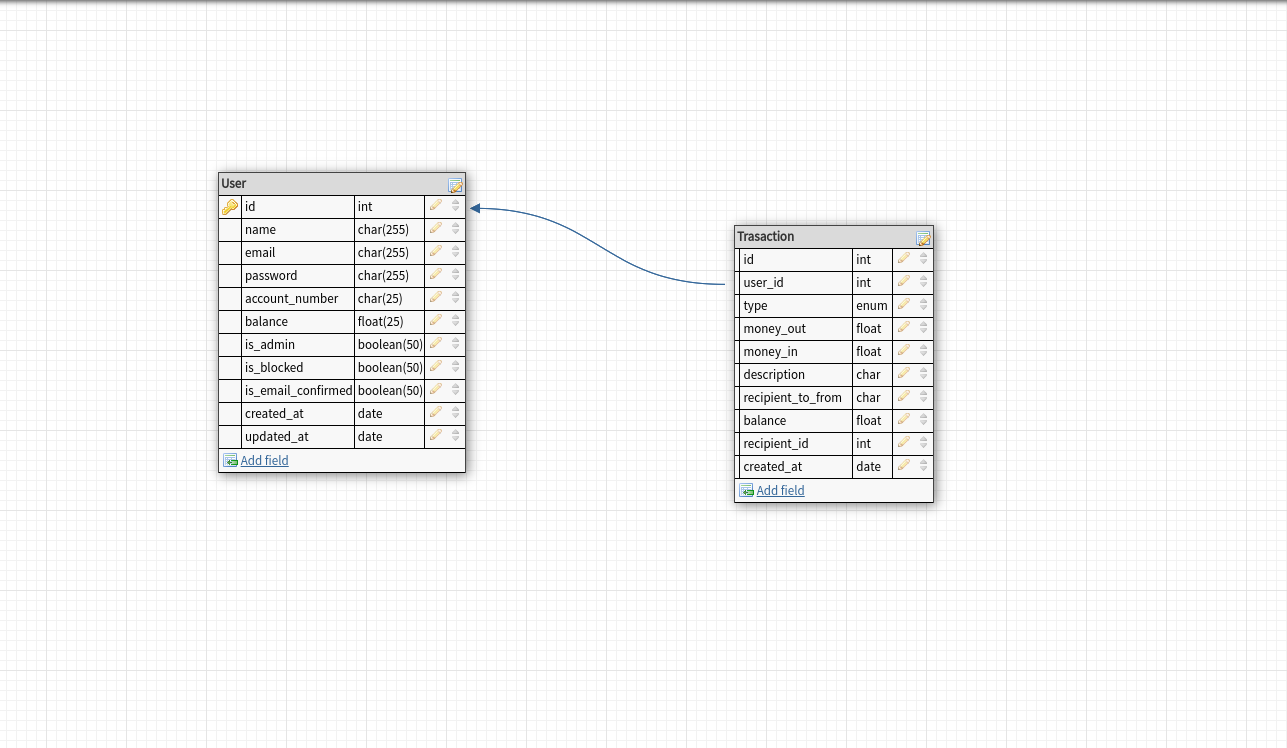 User
id int
name char(255)
email char(255)
password char(255)
account_number char(25)
balance float(25)
is_admin boolean(50)
is_blocked boolean(50)
is_email_confirmed boolean(50)
created_at date
updated_at date
Add field
Trasaction
id int
user_id int
type enum
money_out float
money_in float
description char
recipient_to_from char
balance float
recipient_id int
created_at date
Add field